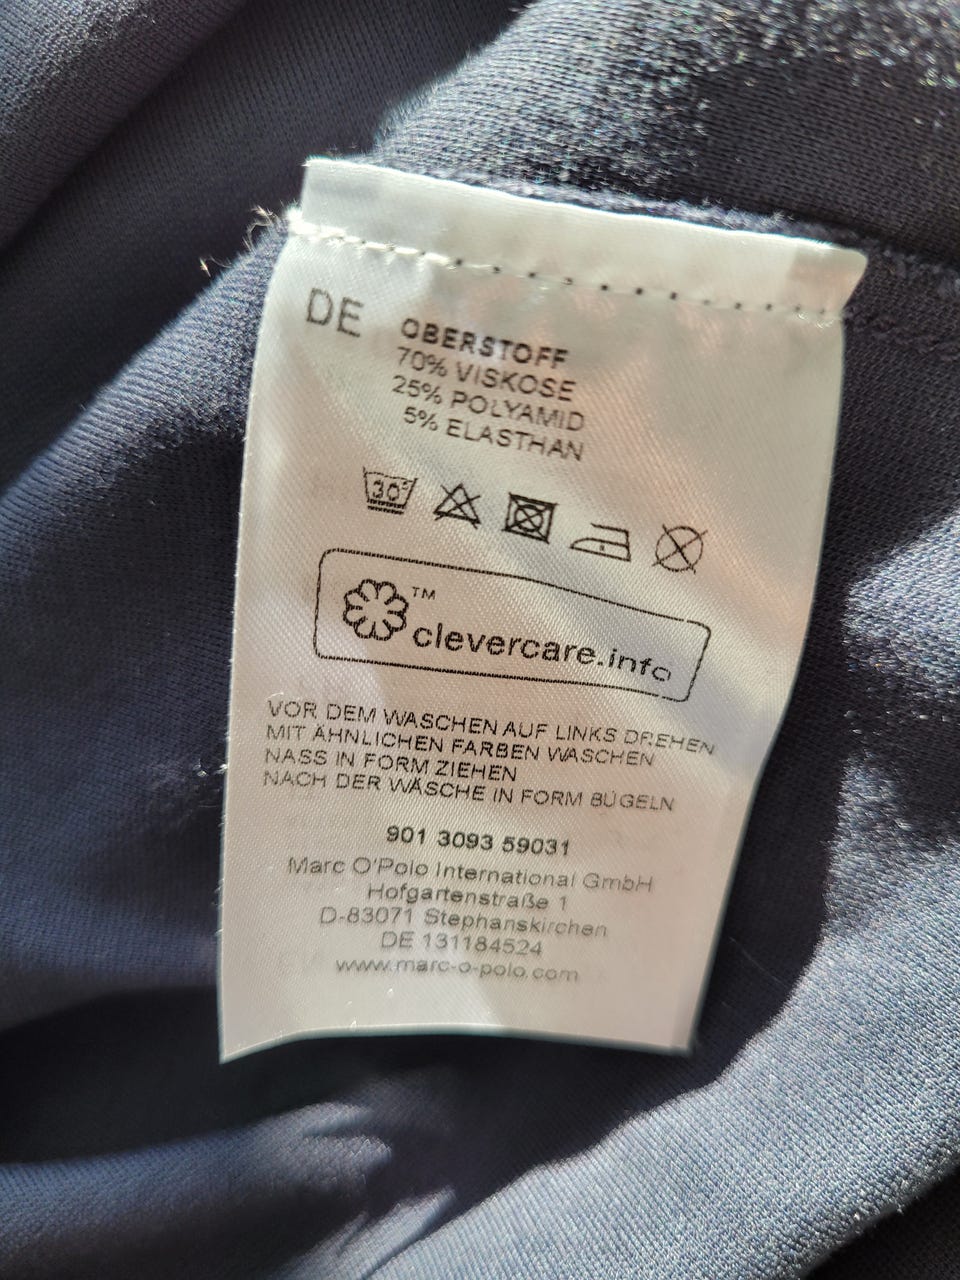 DE
OBERSTOFF
70% VISKOSE
25% POLYAMID
5% ELASTHAN
30°
™
clevercare.info
VOR DEM WASCHEN AUF LINKS DREHEN
MIT ÄHNLICHEN FARBEN WASCHEN
NASS IN FORM ZIEHEN
NACH DER WÄSCHE IN FORM BÜGELN
901 3093 59031
Marc O'Polo International GmbH
Hofgartenstraße 1
D-83071 Stephanskirchen
DE 131184524
www.marc-o-polo.com